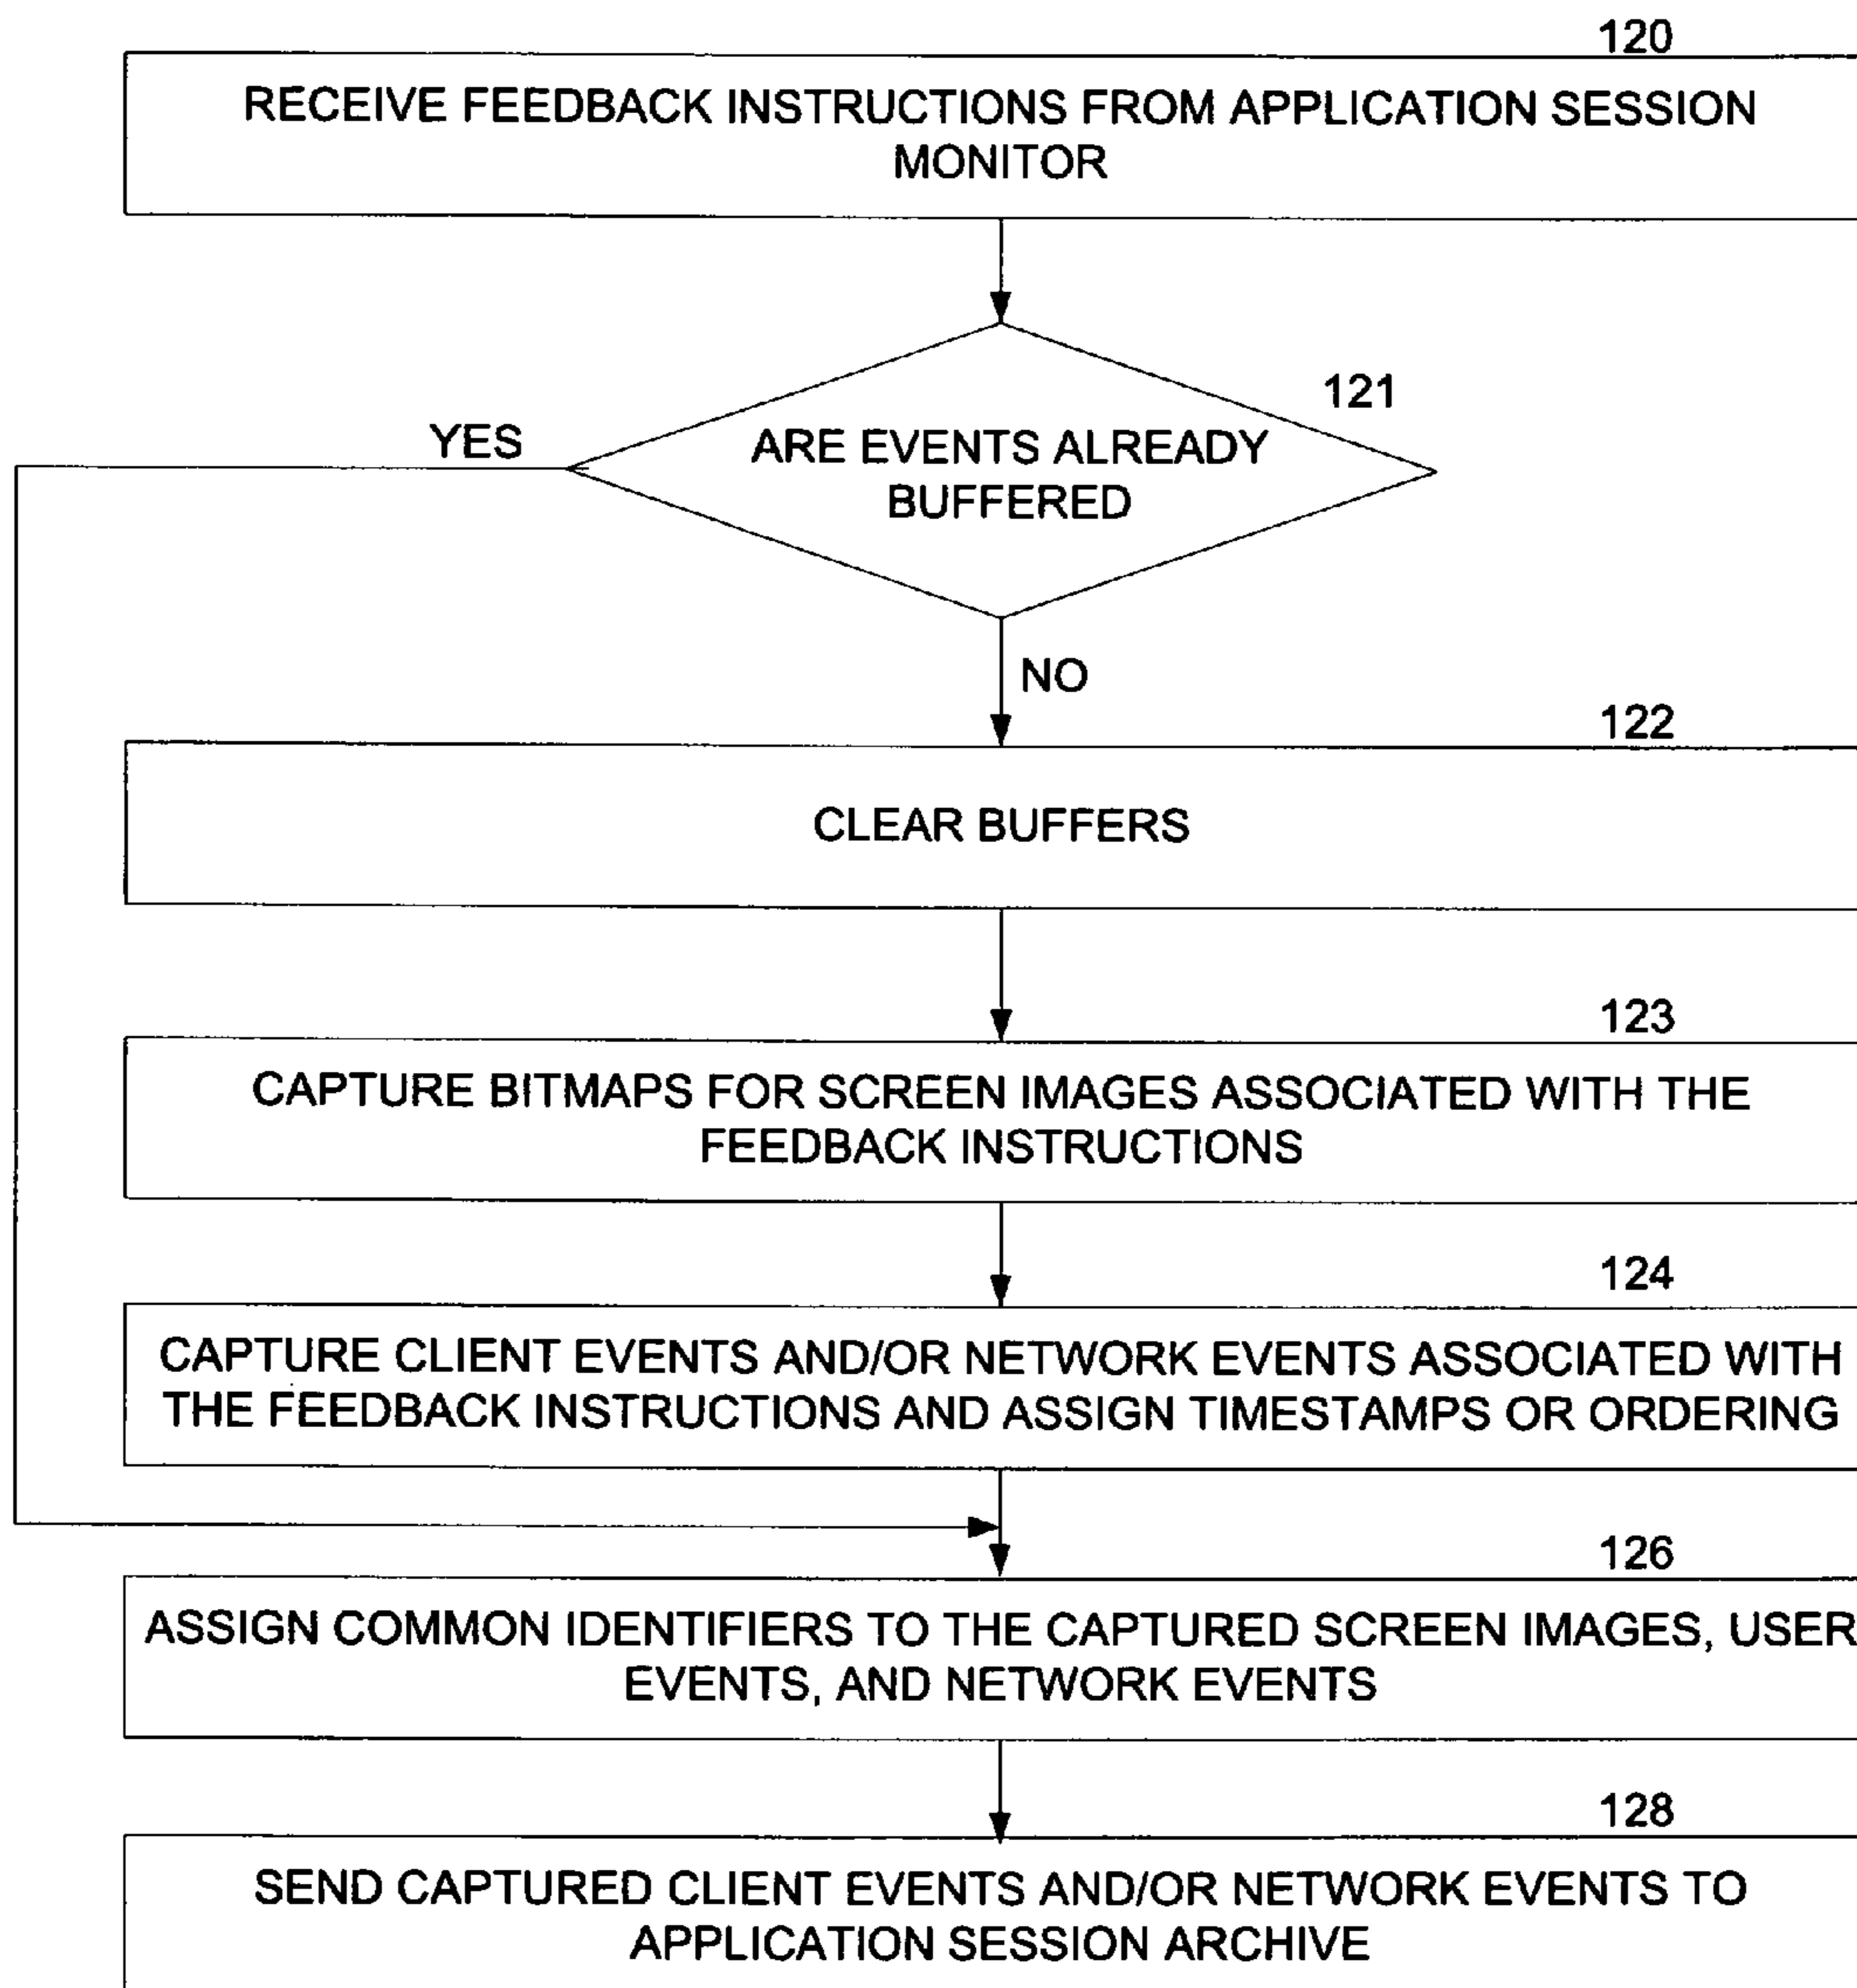 120
RECEIVE FEEDBACK INSTRUCTIONS FROM APPLICATION SESSION
MONITOR
121
YES
ARE EVENTS ALREADY
BUFFERED
NO
122
CLEAR BUFFERS
123
CAPTURE BITMAPS FOR SCREEN IMAGES ASSOCIATED WITH THE
FEEDBACK INSTRUCTIONS
124
CAPTURE CLIENT EVENTS AND/OR NETWORK EVENTS ASSOCIATED WITH
THE FEEDBACK INSTRUCTIONS AND ASSIGN TIMESTAMPS OR ORDERING
126
ASSIGN COMMON IDENTIFIERS TO THE CAPTURED SCREEN IMAGES, USER
EVENTS, AND NETWORK EVENTS
128
SEND CAPTURED CLIENT EVENTS AND/OR NETWORK EVENTS TO
APPLICATION SESSION ARCHIVE